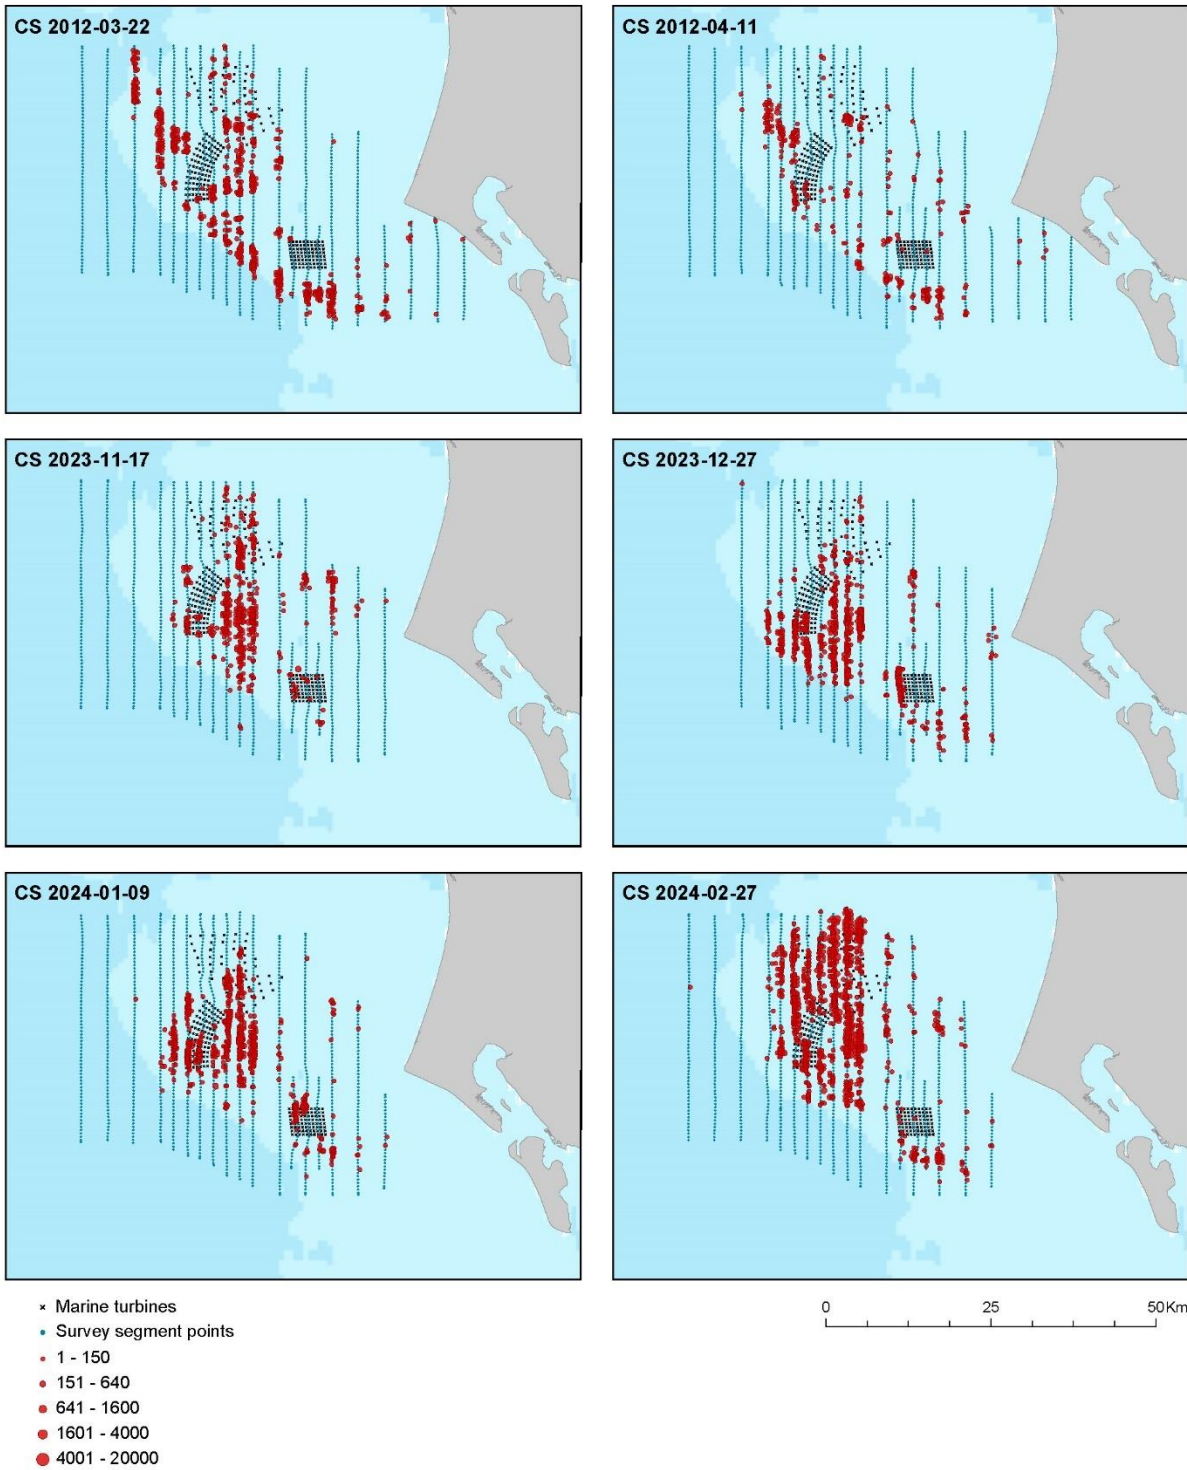 CS 2012-03-22
CS 2012-04-11
CS 2023-11-17
CS 2023-12-27
CS 2024-01-09
CS 2024-02-27
Marine turbines
Survey segment points
1 - 150
151 - 640
641 - 1600
1601 - 4000
4001 - 20000
0 25 50 Km